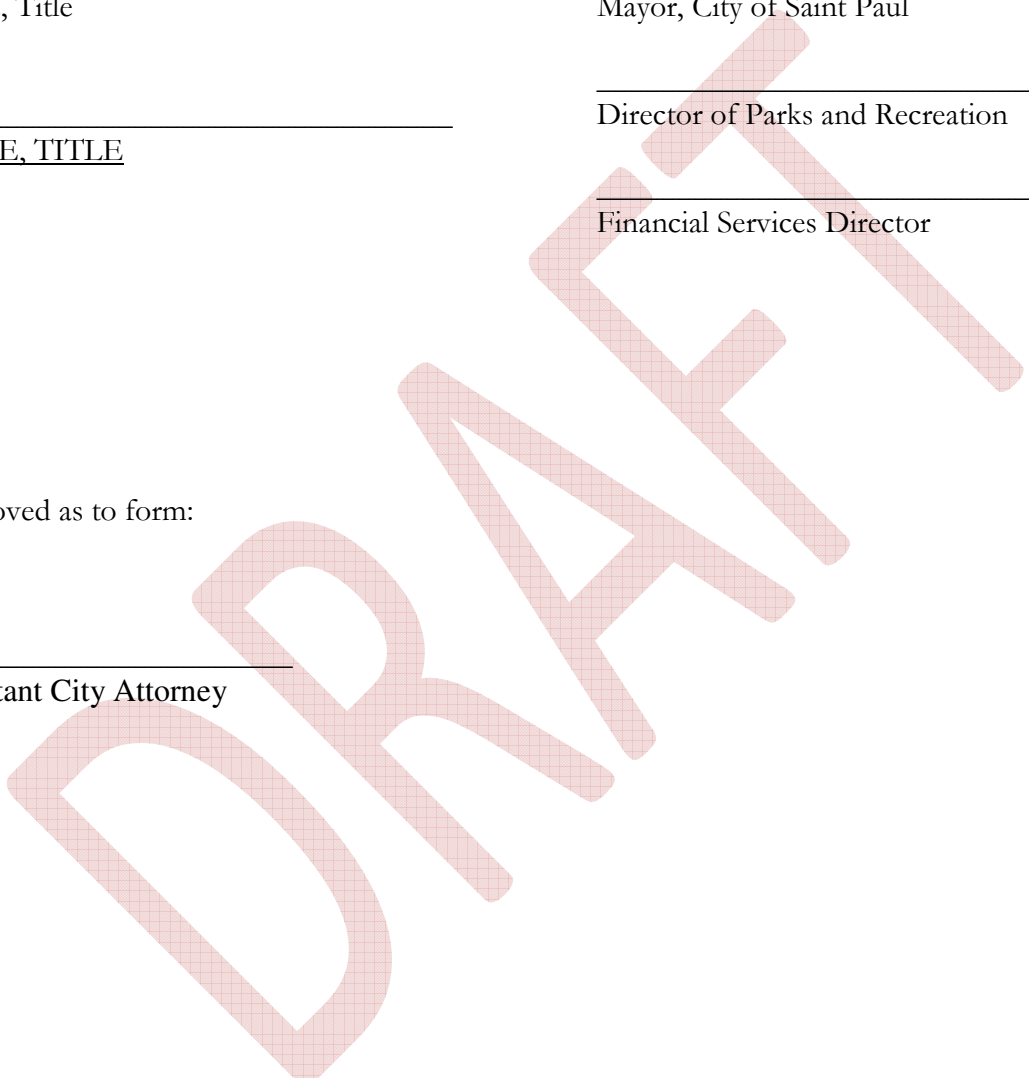 , Title
E, TITLE
Mayor, City of Saint Paul
Director of Parks and Recreation
Financial Services Director
oved as to form:
tant City Attorney
DRAFT